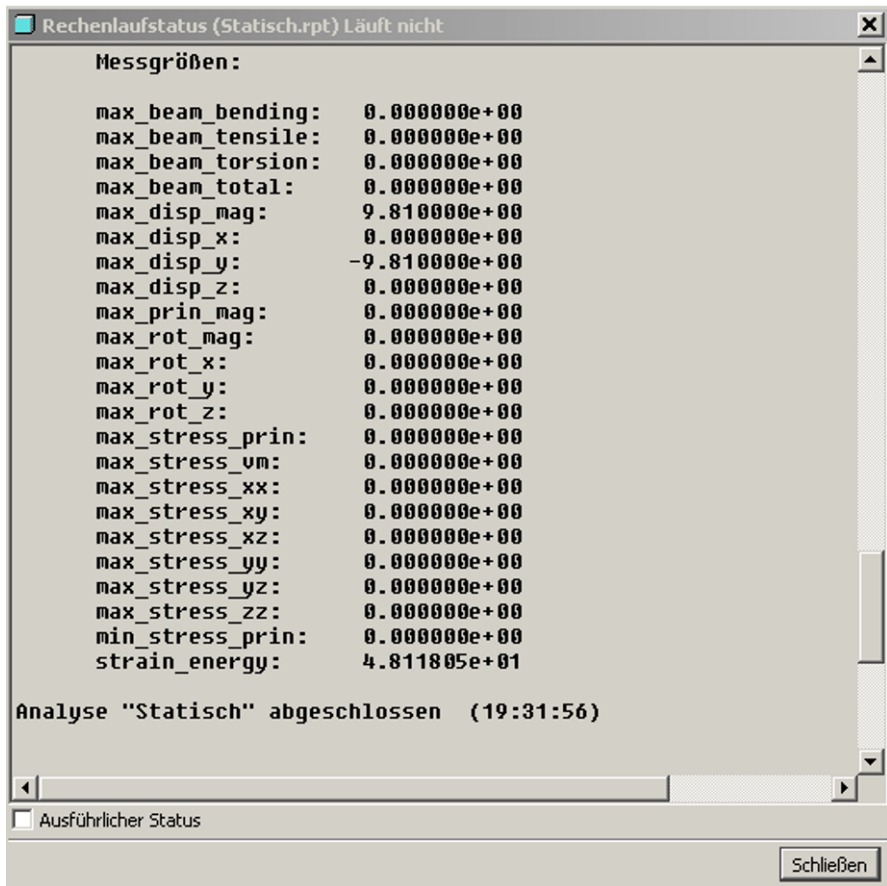 Rechenlaufstatus (Statisch.rpt) Läuft nicht
Messgrößen:
max_beam_bending: 0.000000e+00
max_beam_tensile: 0.000000e+00
max_beam_torsion: 0.000000e+00
max_beam_total: 0.000000e+00
max_disp_mag: 9.810000e+00
max_disp_x: 0.000000e+00
max_disp_y: -9.810000e+00
max_disp_z: 0.000000e+00
max_prin_mag: 0.000000e+00
max_rot_mag: 0.000000e+00
max_rot_x: 0.000000e+00
max_rot_y: 0.000000e+00
max_rot_z: 0.000000e+00
max_stress_prin: 0.000000e+00
max_stress_vm: 0.000000e+00
max_stress_xx: 0.000000e+00
max_stress_xy: 0.000000e+00
max_stress_xz: 0.000000e+00
max_stress_yy: 0.000000e+00
max_stress_yz: 0.000000e+00
max_stress_zz: 0.000000e+00
min_stress_prin: 0.000000e+00
strain_energy: 4.811805e+01
Analyse "Statisch" abgeschlossen (19:31:56)
Ausführlicher Status
Schließen